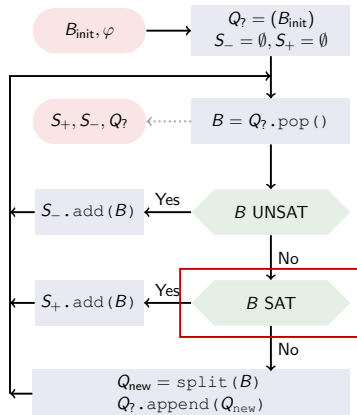 B_init, φ
Q_? = (B_init)
S_− = ∅, S_+ = ∅
S_+, S_−, Q_?
B = Q_?.pop()
S_−.add(B)
Yes
B UNSAT
No
S_+.add(B)
Yes
B SAT
No
Q_new = split(B)
Q_?.append(Q_new)